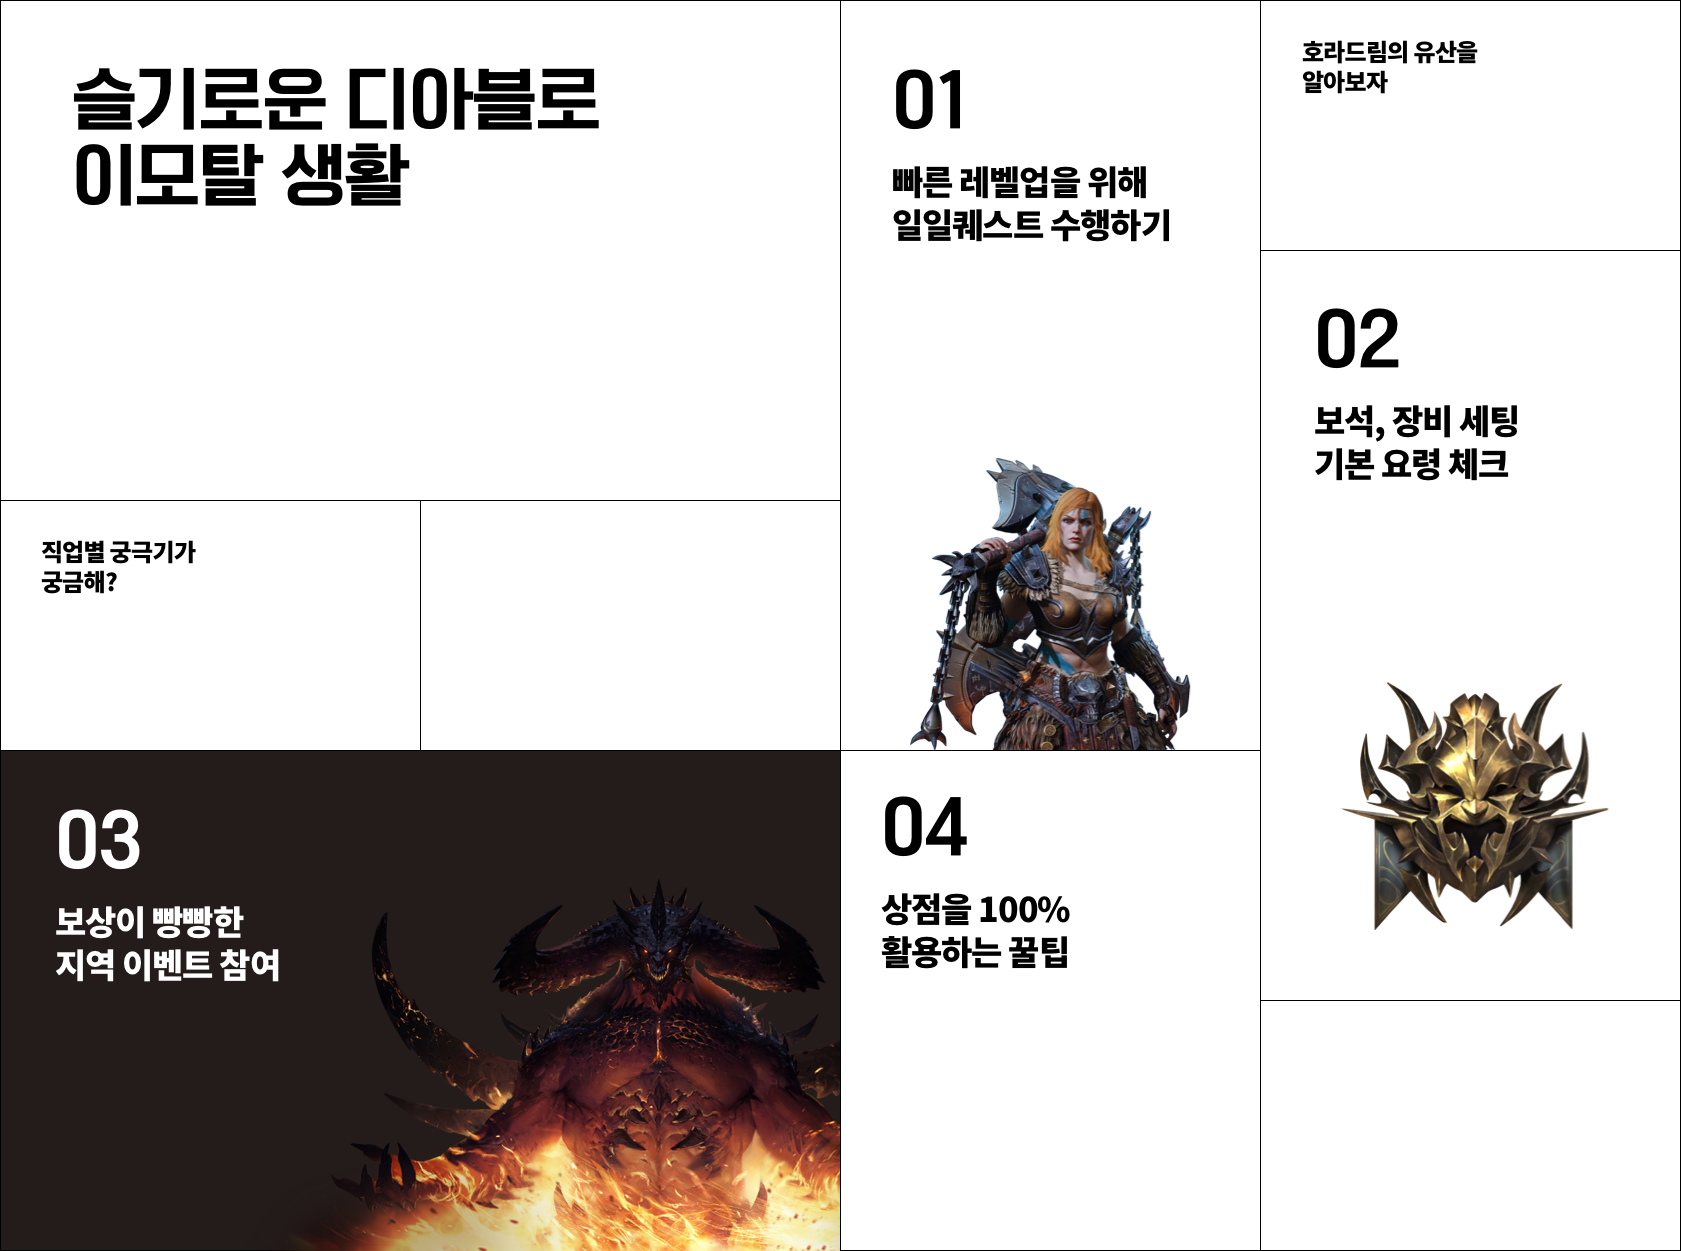 슬기로운 디아블로
이모탈 생활
01
빠른 레벨업을 위해
일일퀘스트 수행하기
호라드림의 유산을
알아보자
02
보석, 장비 세팅
기본 요령 체크
직업별 궁극기가
궁금해?
03
보상이 빵빵한
지역 이벤트 참여
04
상점을 100%
활용하는 꿀팁